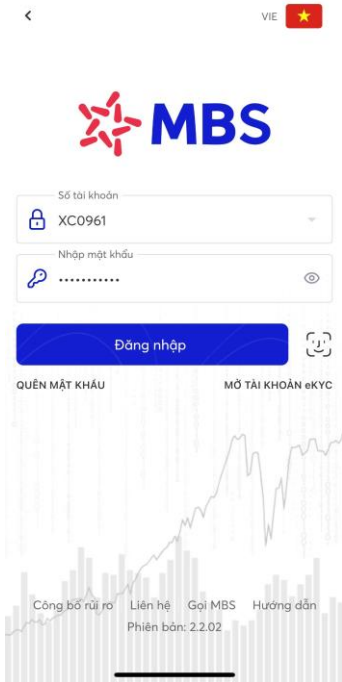 VIE
MBS
Số tài khoản
XC0961
Nhập mật khẩu
...........
Đăng nhập
QUÊN MẬT KHẨU MỞ TÀI KHOẢN eKYC
Công bố rủi ro Liên hệ Gọi MBS Hướng dẫn
Phiên bản: 2.2.02